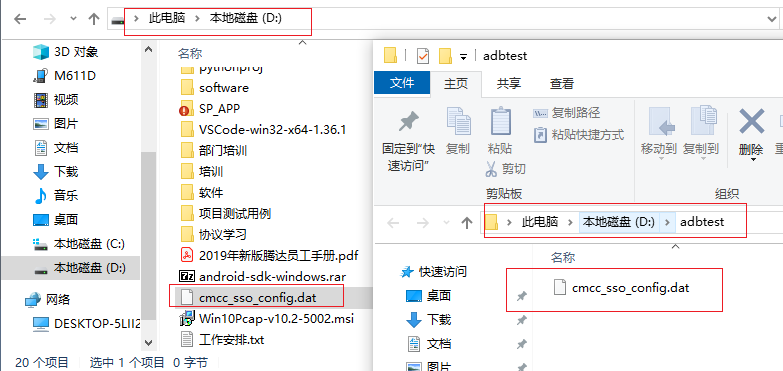 此电脑 本地磁盘 (D:)
3D 对象
M611D
视频
图片
文档
下载
音乐
桌面
本地磁盘 (C:)
本地磁盘 (D:)
网络
DESKTOP-5LII2
名称
pythonproj
software
SP_APP
VSCode-win32-x64-1.36.1
部门培训
培训
软件
项目测试用例
协议学习
2019年新版腾达员工手册.pdf
android-sdk-windows.rar
cmcc_sso_config.dat
Win10Pcap-v10.2-5002.msi
工作安排.txt
20 个项目 选中 1 个项目 0 字节
adbtest
文件 主页 共享 查看
固定到"快速访问"
复制
粘贴
复制路径
粘贴快捷方式
剪切
剪贴板
移动到 复制到 删除
组织
此电脑 本地磁盘 (D:) adbtest
名称
快速访问
桌面
下载
文档
图片
cmcc_sso_config.dat